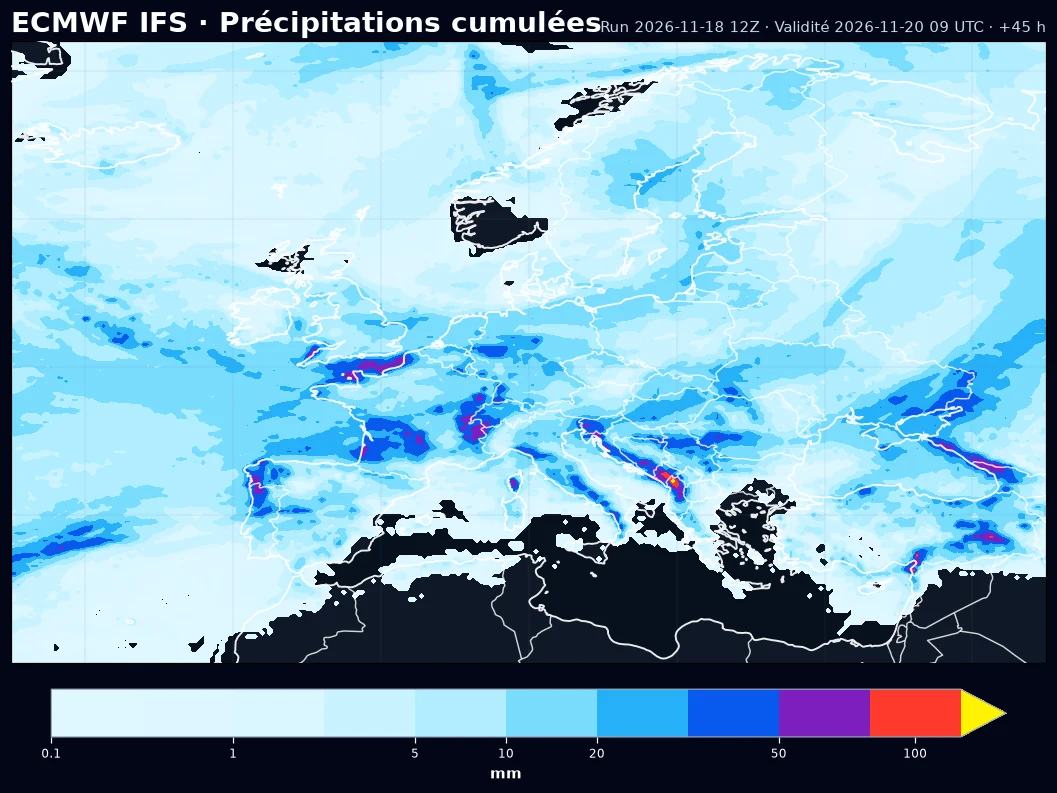 ECMWF IFS · Précipitations cumulées
Run 2026-11-18 12Z · Validité 2026-11-20 09 UTC · +45 h
0.1 1 5 10 20 50 100
mm